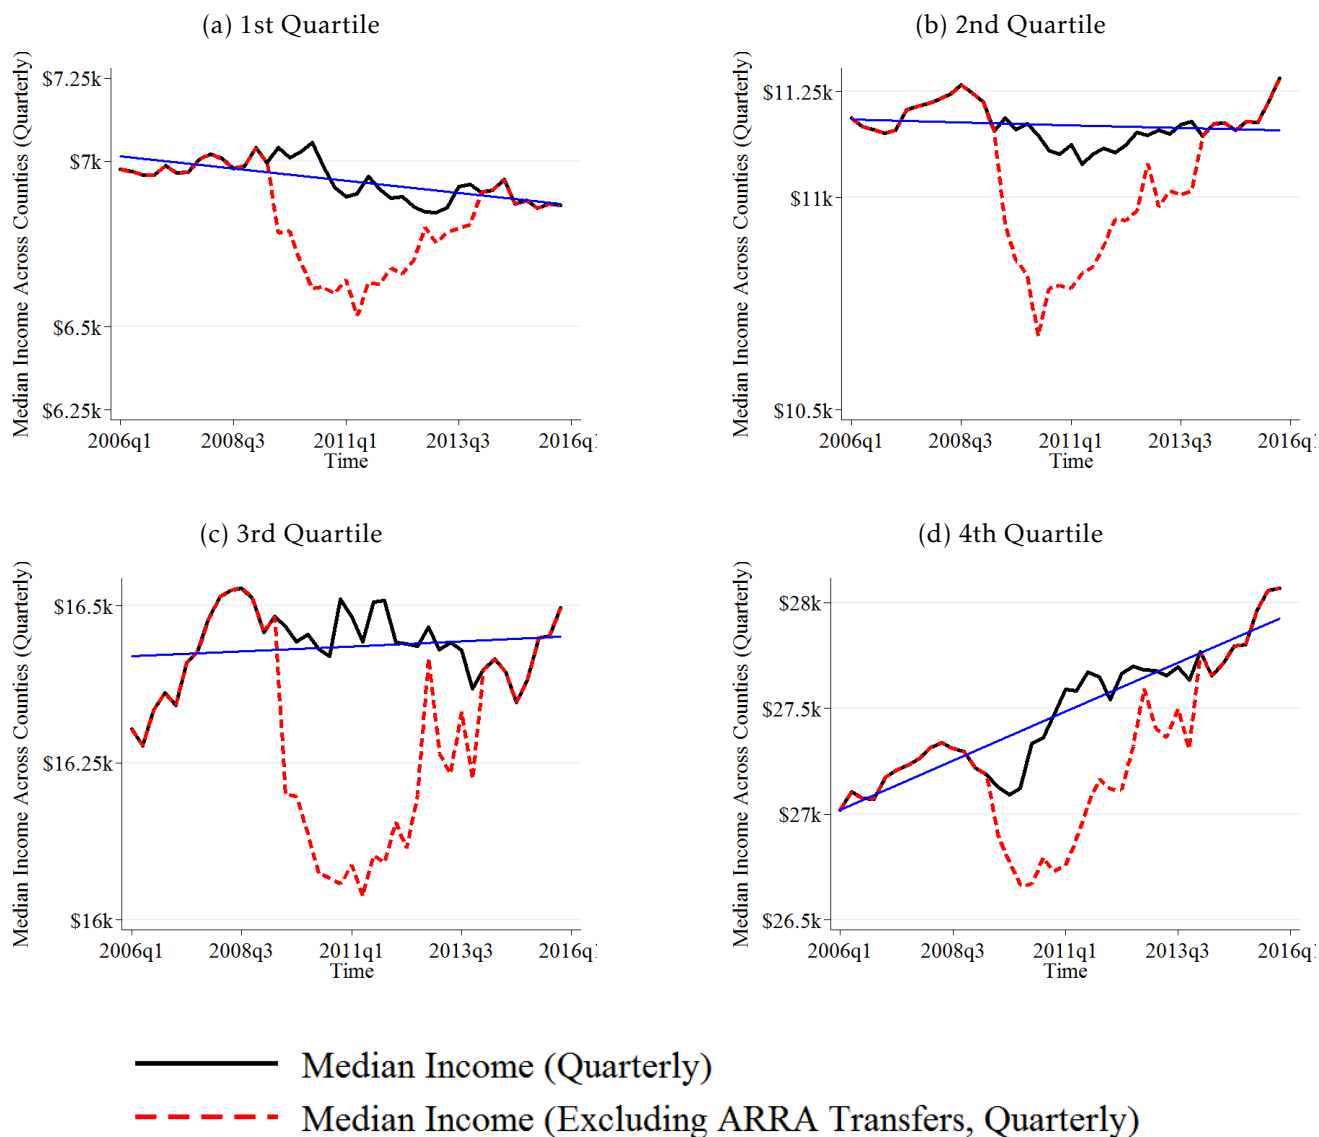 (a) 1st Quartile
Median Income Across Counties (Quarterly)
$7.25k
$7k
$6.5k
$6.25k
2006q1 2008q3 2011q1 2013q3 2016q1
Time
(b) 2nd Quartile
Median Income Across Counties (Quarterly)
$11.25k
$11k
$10.5k
2006q1 2008q3 2011q1 2013q3 2016q1
Time
(c) 3rd Quartile
Median Income Across Counties (Quarterly)
$16.5k
$16.25k
$16k
2006q1 2008q3 2011q1 2013q3 2016q1
Time
(d) 4th Quartile
Median Income Across Counties (Quarterly)
$28k
$27.5k
$27k
$26.5k
2006q1 2008q3 2011q1 2013q3 2016q1
Time
Median Income (Quarterly)
Median Income (Excluding ARRA Transfers, Quarterly)